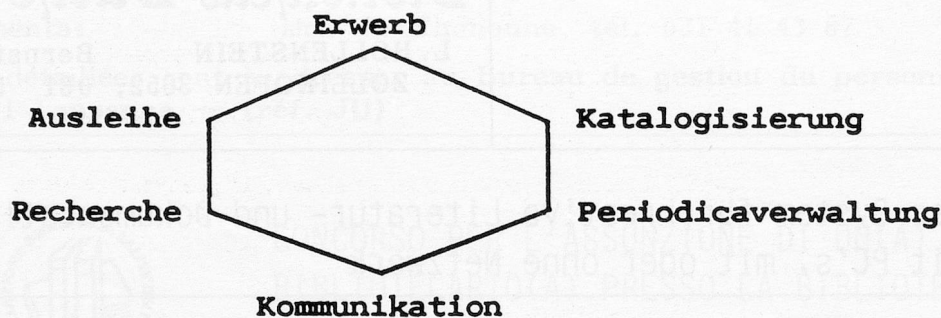 Erwerb
Ausleihe
Katalogisierung
Recherche
Periodicaverwaltung
Kommunikation